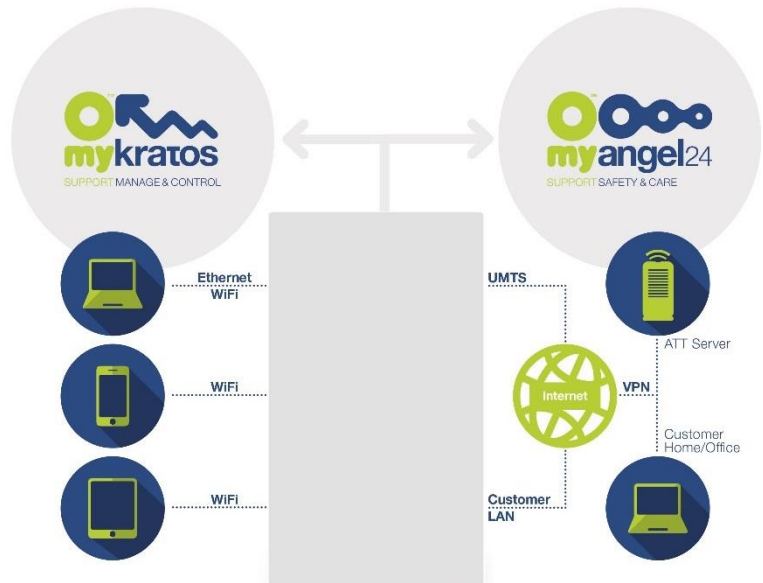 mykratos
SUPPORT MANAGE & CONTROL
myangel24
SUPPORT SAFETY & CARE
Ethernet
WiFi
WiFi
WiFi
UMTS
Internet
VPN
Customer
LAN
ATT Server
Customer
Home/Office